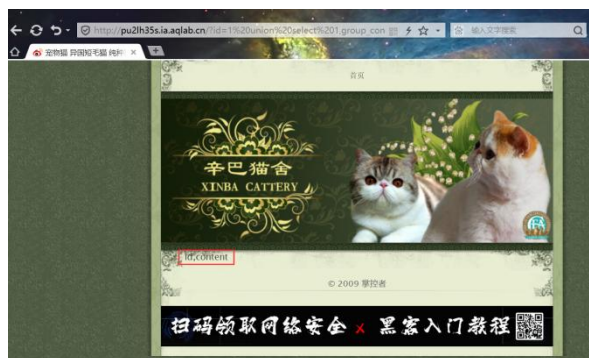 http://pu2lh35s.ia.aqlab.cn/?id=1%20union%20select%201,group_con
输入文字搜索
宠物猫 异国短毛猫 纯种
首页
辛巴猫舍
XINBA CATTERY
id,content
© 2009 掌控者
扫码领取网络安全 x 黑客入门教程